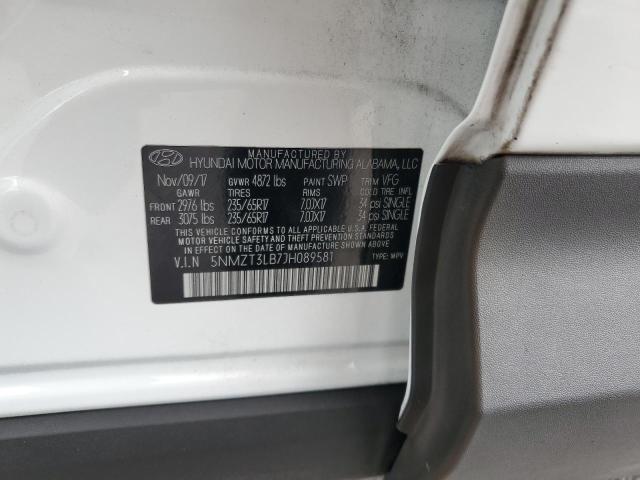 MANUFACTURED BY
HYUNDAI MOTOR MANUFACTURING ALABAMA, LLC
Nov/09/17 GVWR 4872 lbs PAINT SWP TRIM VFG
GAWR TIRES RIMS COLD TIRE INFL
FRONT 2976 lbs 235/65R17 7.0JX17 34 psi SINGLE
REAR 3075 lbs 235/65R17 7.0JX17 34 psi SINGLE
THIS VEHICLE CONFORMS TO ALL APPLICABLE U.S.A. FEDERAL
MOTOR VEHICLE SAFETY AND THEFT PREVENTION STANDARDS
IN EFFECT ON THE DATE OF MANUFACTURE SHOWN ABOVE.
V.I.N 5NMZT3LB7JH089581 TYPE: MPV